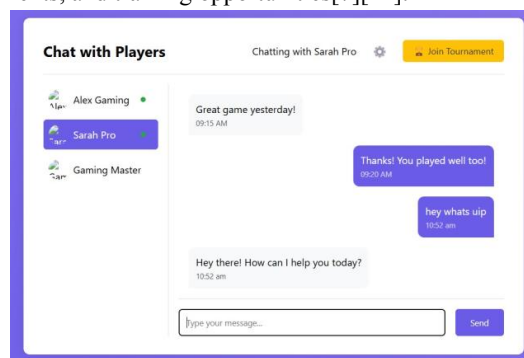 Chat with Players
Chatting with Sarah Pro
Join Tournament
Alex Gaming
Sarah Pro
Gaming Master
Great game yesterday!
09:15 AM
Thanks! You played well too!
09:20 AM
hey whats uip
10:52 am
Hey there! How can I help you today?
10:52 am
Type your message...
Send